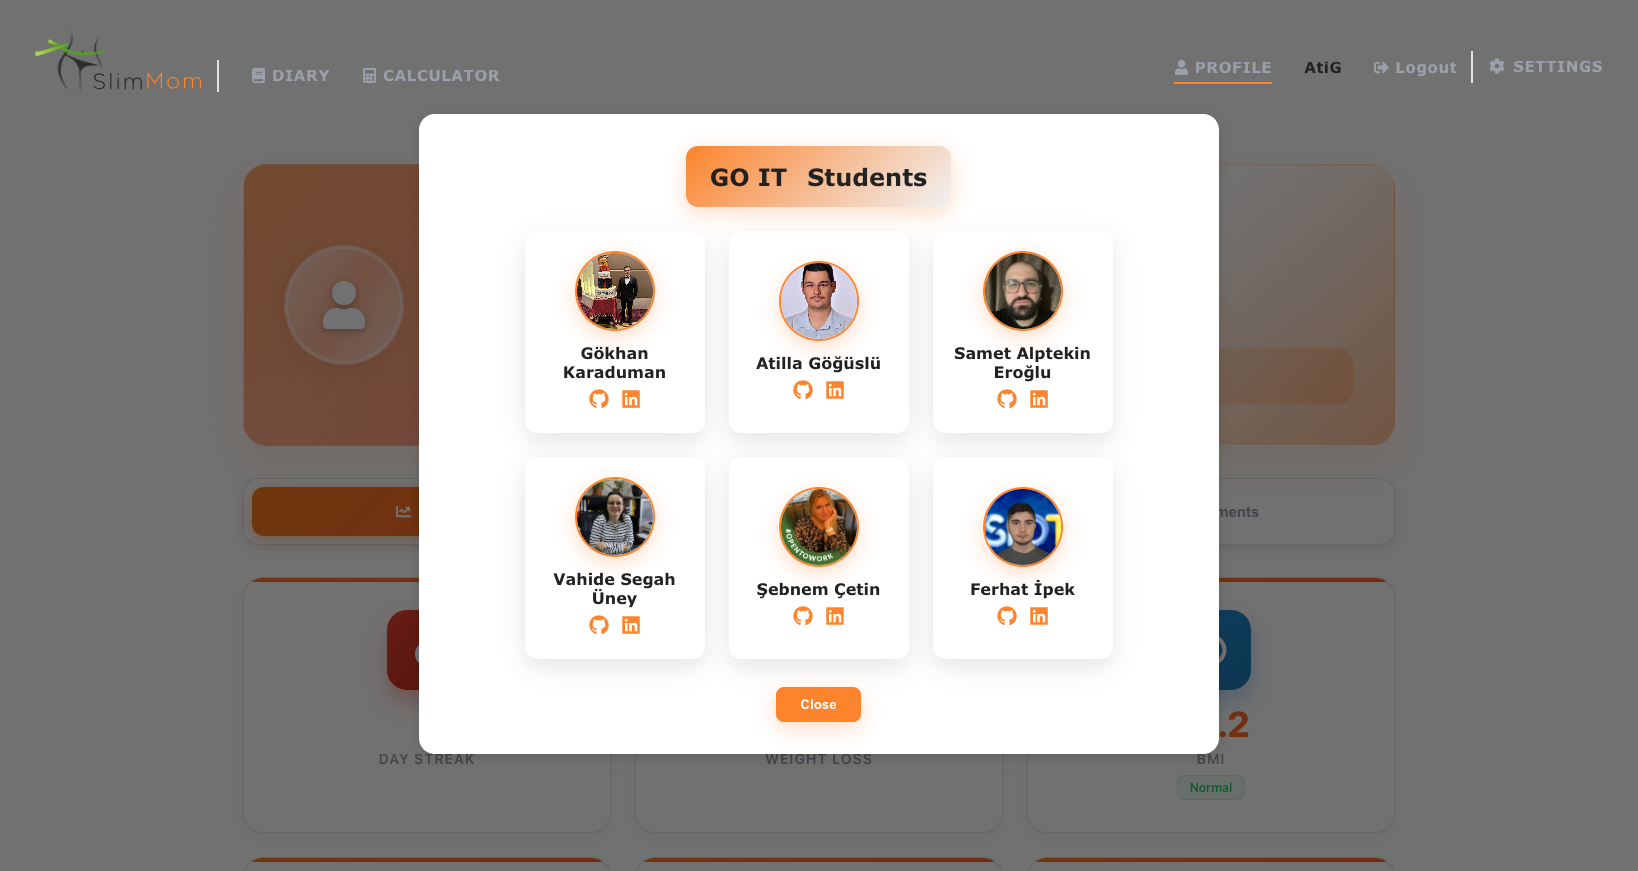 SlimMom
DIARY
CALCULATOR
PROFILE
AtiG
Logout
SETTINGS
GO IT Students
Gökhan
Karaduman
Atilla Göğüslü
Samet Alptekin
Eroğlu
Vahide Segah
Üney
#OPENTOWORK
Şebnem Çetin
Ferhat İpek
Close
ments
.2
DAY STREAK
WEIGHT LOSS
BMI
Normal